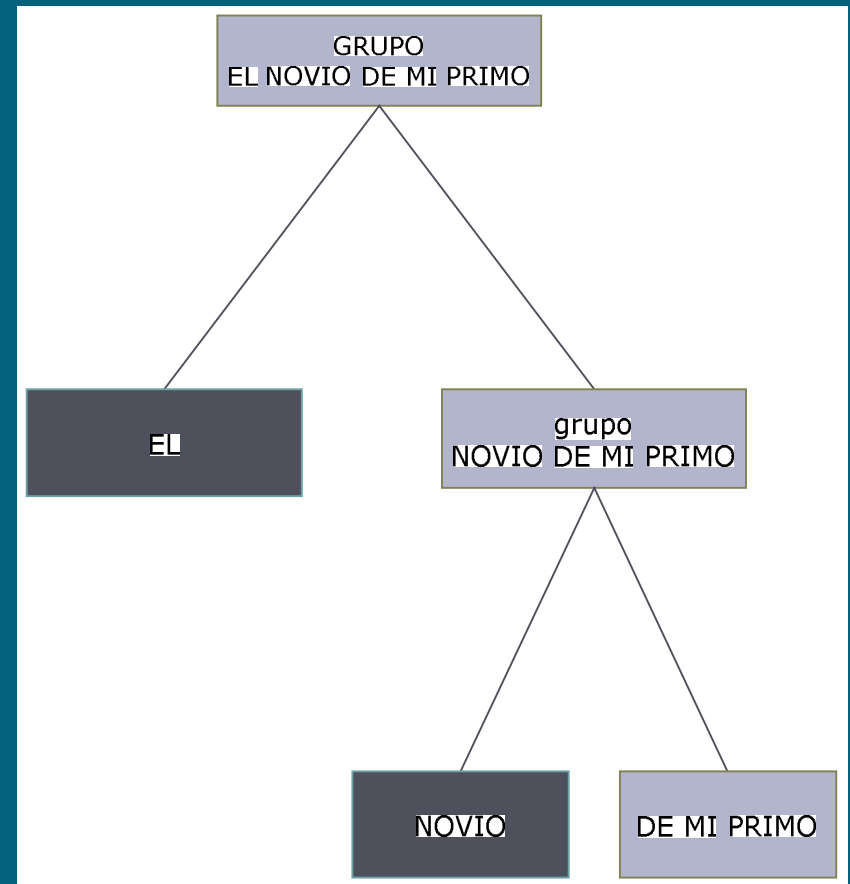 GRUPO
EL NOVIO DE MI PRIMO
EL
grupo
NOVIO DE MI PRIMO
NOVIO
DE MI PRIMO